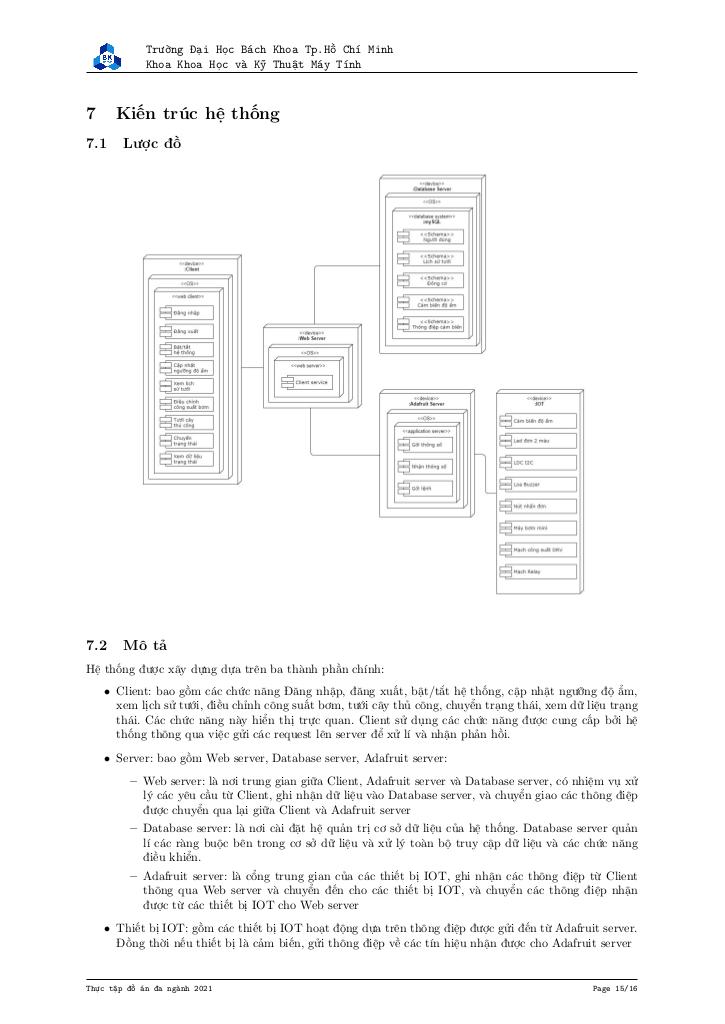 Trường Đại Học Bách Khoa Tp.Hồ Chí Minh
Khoa Khoa Học và Kỹ Thuật Máy Tính
7 Kiến trúc hệ thống
7.1 Lược đồ
<<device>>
:Client
<<OS>>
<<web client>>
Đăng nhập
Đăng xuất
Bật/tắt
hệ thống
Cập nhật
ngưỡng độ ẩm
Xem lịch
sử tưới
Điều chỉnh
công suất bơm
Tưới cây
thủ công
Chuyển
trạng thái
Xem dữ liệu
trạng thái
<<device>>
:Web Server
<<OS>>
<<web server>>
Client service
<<device>>
:Database Server
<<OS>>
<<database system>>
:mySQL
<<Schema>>
Người dùng
<<Schema>>
Lịch sử tưới
<<Schema>>
Động cơ
<<Schema>>
Cảm biến độ ẩm
<<Schema>>
Thông điệp cảm biến
<<device>>
:Adafruit Server
<<OS>>
<<application server>>
Gởi thông số
Nhận thông số
Gởi lệnh
<<device>>
:IOT
Cảm biến độ ẩm
Led đơn 2 màu
LDC I2C
Loa Buzzer
Nút nhấn đơn
Máy bơm mini
Mạch công suất DRV
Mạch Relay
7.2 Mô tả
Hệ thống được xây dựng dựa trên ba thành phần chính:
• Client: bao gồm các chức năng Đăng nhập, đăng xuất, bật/tắt hệ thống, cập nhật ngưỡng độ ẩm,
xem lịch sử tưới, điều chỉnh công suất bơm, tưới cây thủ công, chuyển trạng thái, xem dữ liệu trạng
thái. Các chức năng này hiển thị trực quan. Client sử dụng các chức năng được cung cấp bởi hệ
thống thông qua việc gửi các request lên server để xử lí và nhận phản hồi.
• Server: bao gồm Web server, Database server, Adafruit server:
– Web server: là nơi trung gian giữa Client, Adafruit server và Database server, có nhiệm vụ xử
lý các yêu cầu từ Client, ghi nhận dữ liệu vào Database server, và chuyển giao các thông điệp
được chuyển qua lại giữa Client và Adafruit server
– Database server: là nơi cài đặt hệ quản trị cơ sở dữ liệu của hệ thống. Database server quản
lí các ràng buộc bên trong cơ sở dữ liệu và xử lý toàn bộ truy cập dữ liệu và các chức năng
điều khiển.
– Adafruit server: là cổng trung gian của các thiết bị IOT, ghi nhận các thông điệp từ Client
thông qua Web server và chuyển đến cho các thiết bị IOT, và chuyển các thông điệp nhận
được từ các thiết bị IOT cho Web server
• Thiết bị IOT: gồm các thiết bị IOT hoạt động dựa trên thông điệp được gửi đến từ Adafruit server.
Đồng thời nếu thiết bị là cảm biến, gửi thông điệp về các tín hiệu nhận được cho Adafruit server
Thực tập đồ án đa ngành 2021
Page 15/16